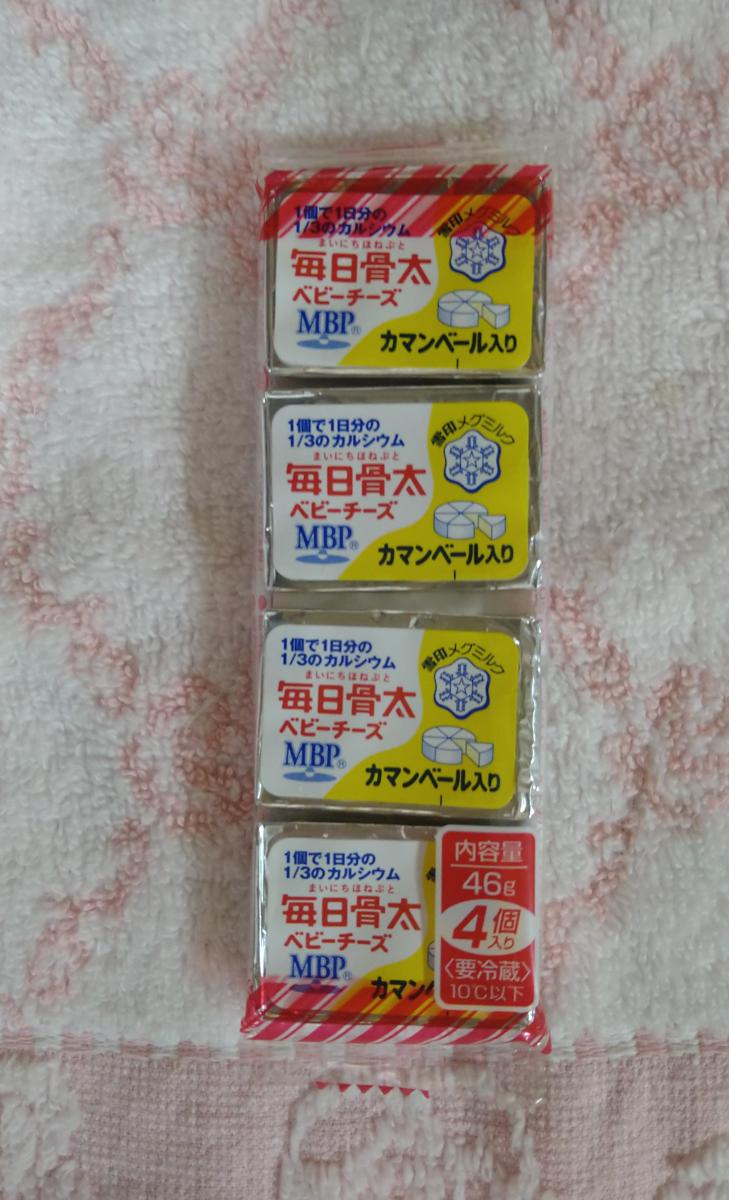 1個で1日分の
1/3のカルシウム
まいにちほねぶと
毎日骨太
ベビーチーズ
MBP®
雪印メグミルク
カマンベール入り
1個で1日分の
1/3のカルシウム
まいにちほねぶと
毎日骨太
ベビーチーズ
MBP®
雪印メグミルク
カマンベール入り
1個で1日分の
1/3のカルシウム
まいにちほねぶと
毎日骨太
ベビーチーズ
MBP®
雪印メグミルク
カマンベール入り
1個で1日分の
1/3のカルシウム
まいにちほねぶと
毎日骨太
ベビーチーズ
MBP®
カマン
内容量
46g
4個
入り
〈要冷蔵〉
10℃以下